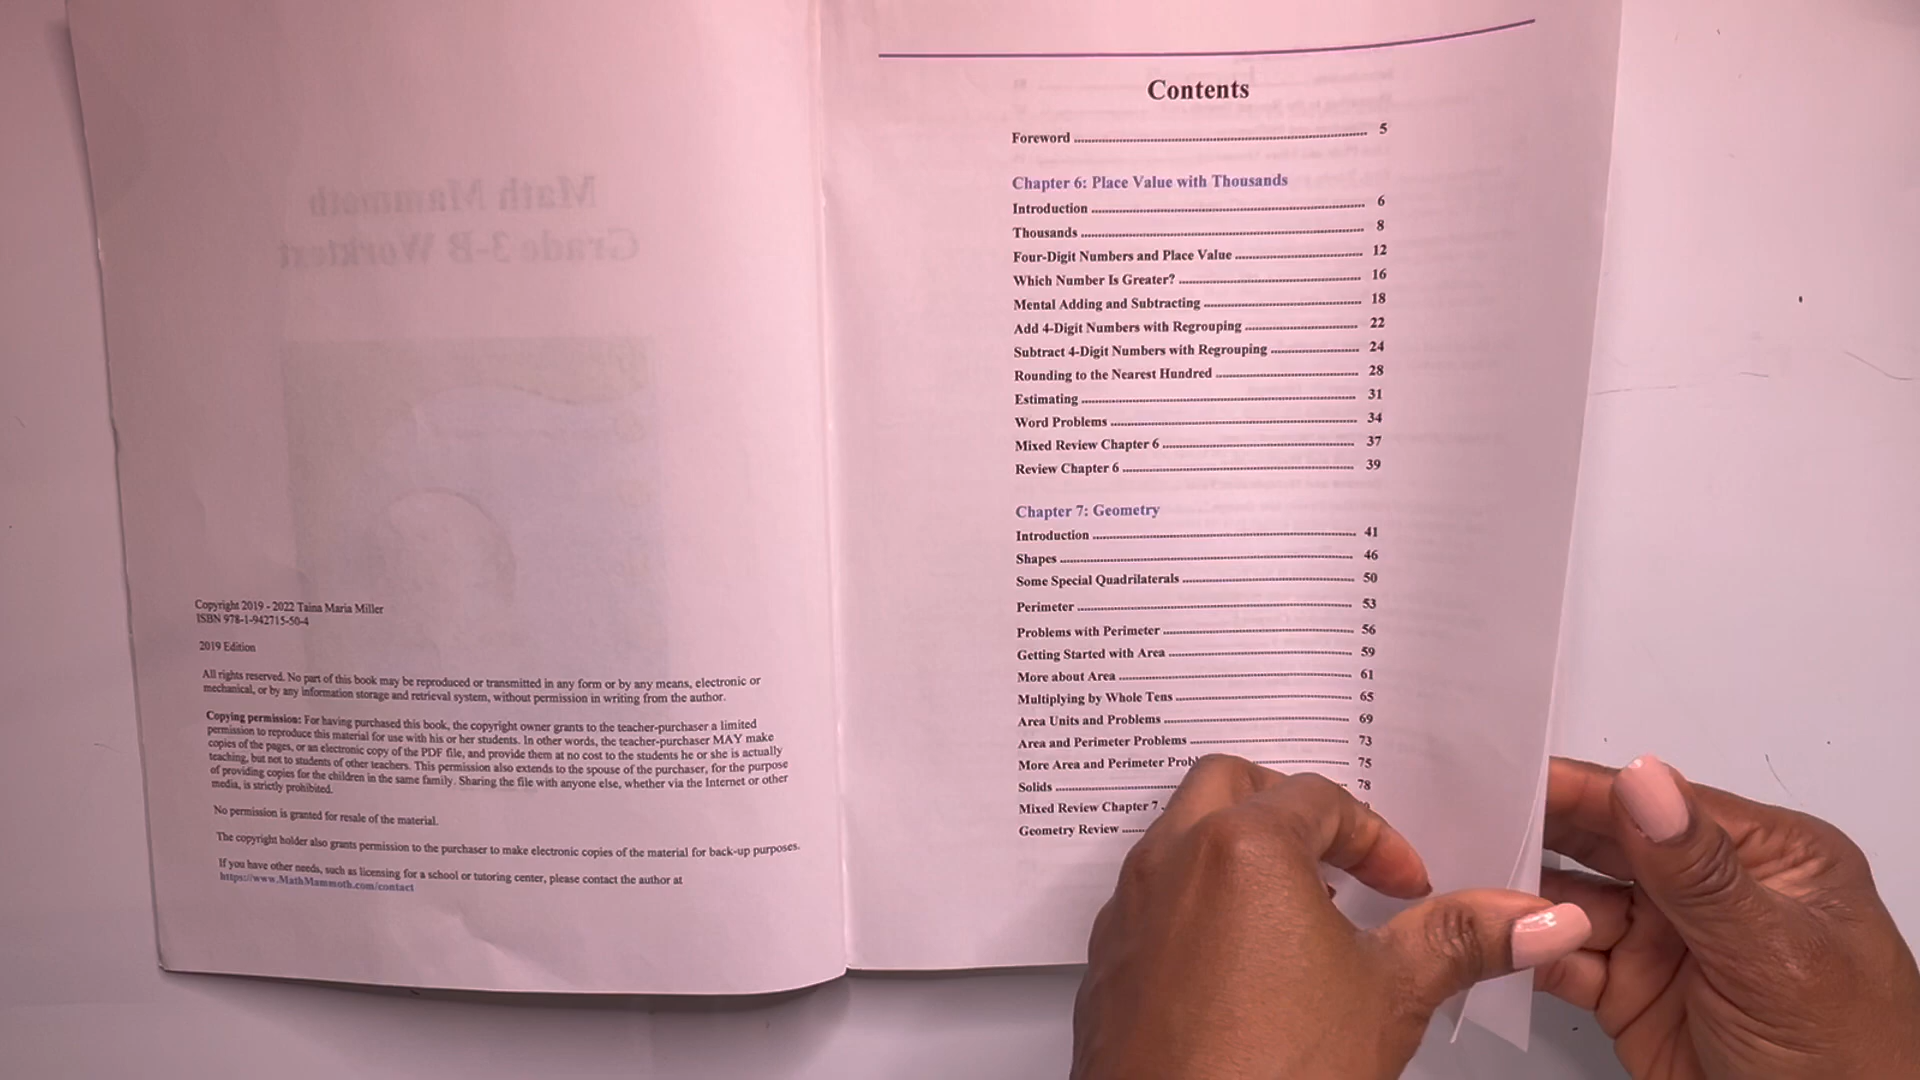 Math Mammoth
Grade 3-B Worktext
Copyright 2019 - 2022 Taina Maria Miller
ISBN 978-1-942715-50-4
2019 Edition
All rights reserved. No part of this book may be reproduced or transmitted in any form or by any means, electronic or
mechanical, or by any information storage and retrieval system, without permission in writing from the author.
Copying permission: For having purchased this book, the copyright owner grants to the teacher-purchaser a limited
permission to reproduce this material for use with his or her students. In other words, the teacher-purchaser MAY make
copies of the pages, or an electronic copy of the PDF file, and provide them at no cost to the students he or she is actually
teaching, but not to students of other teachers. This permission also extends to the spouse of the purchaser, for the purpose
of providing copies for the children in the same family. Sharing the file with anyone else, whether via the Internet or other
media, is strictly prohibited.
No permission is granted for resale of the material.
The copyright holder also grants permission to the purchaser to make electronic copies of the material for back-up purposes.
If you have other needs, such as licensing for a school or tutoring center, please contact the author at
https://www.MathMammoth.com/contact
Contents
Foreword 5
Chapter 6: Place Value with Thousands
Introduction 6
Thousands 8
Four-Digit Numbers and Place Value 12
Which Number Is Greater? 16
Mental Adding and Subtracting 18
Add 4-Digit Numbers with Regrouping 22
Subtract 4-Digit Numbers with Regrouping 24
Rounding to the Nearest Hundred 28
Estimating 31
Word Problems 34
Mixed Review Chapter 6 37
Review Chapter 6 39
Chapter 7: Geometry
Introduction 41
Shapes 46
Some Special Quadrilaterals 50
Perimeter 53
Problems with Perimeter 56
Getting Started with Area 59
More about Area 61
Multiplying by Whole Tens 65
Area Units and Problems 69
Area and Perimeter Problems 73
More Area and Perimeter Prob 75
Solids 78
Mixed Review Chapter 7
Geometry Review